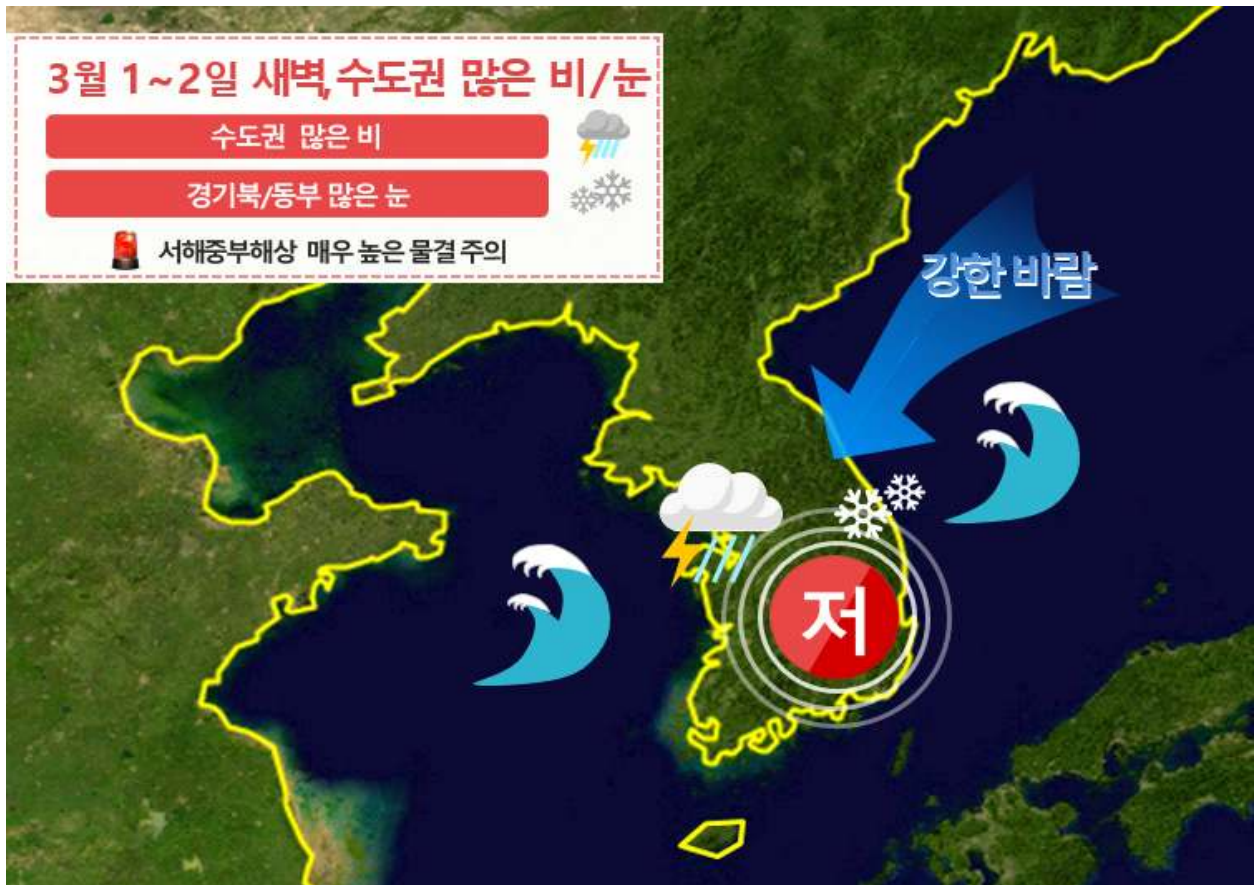 3월 1~2일 새벽, 수도권 많은 비/눈
수도권 많은 비
경기북/동부 많은 눈
서해중부해상 매우 높은 물결 주의
강한 바람
저